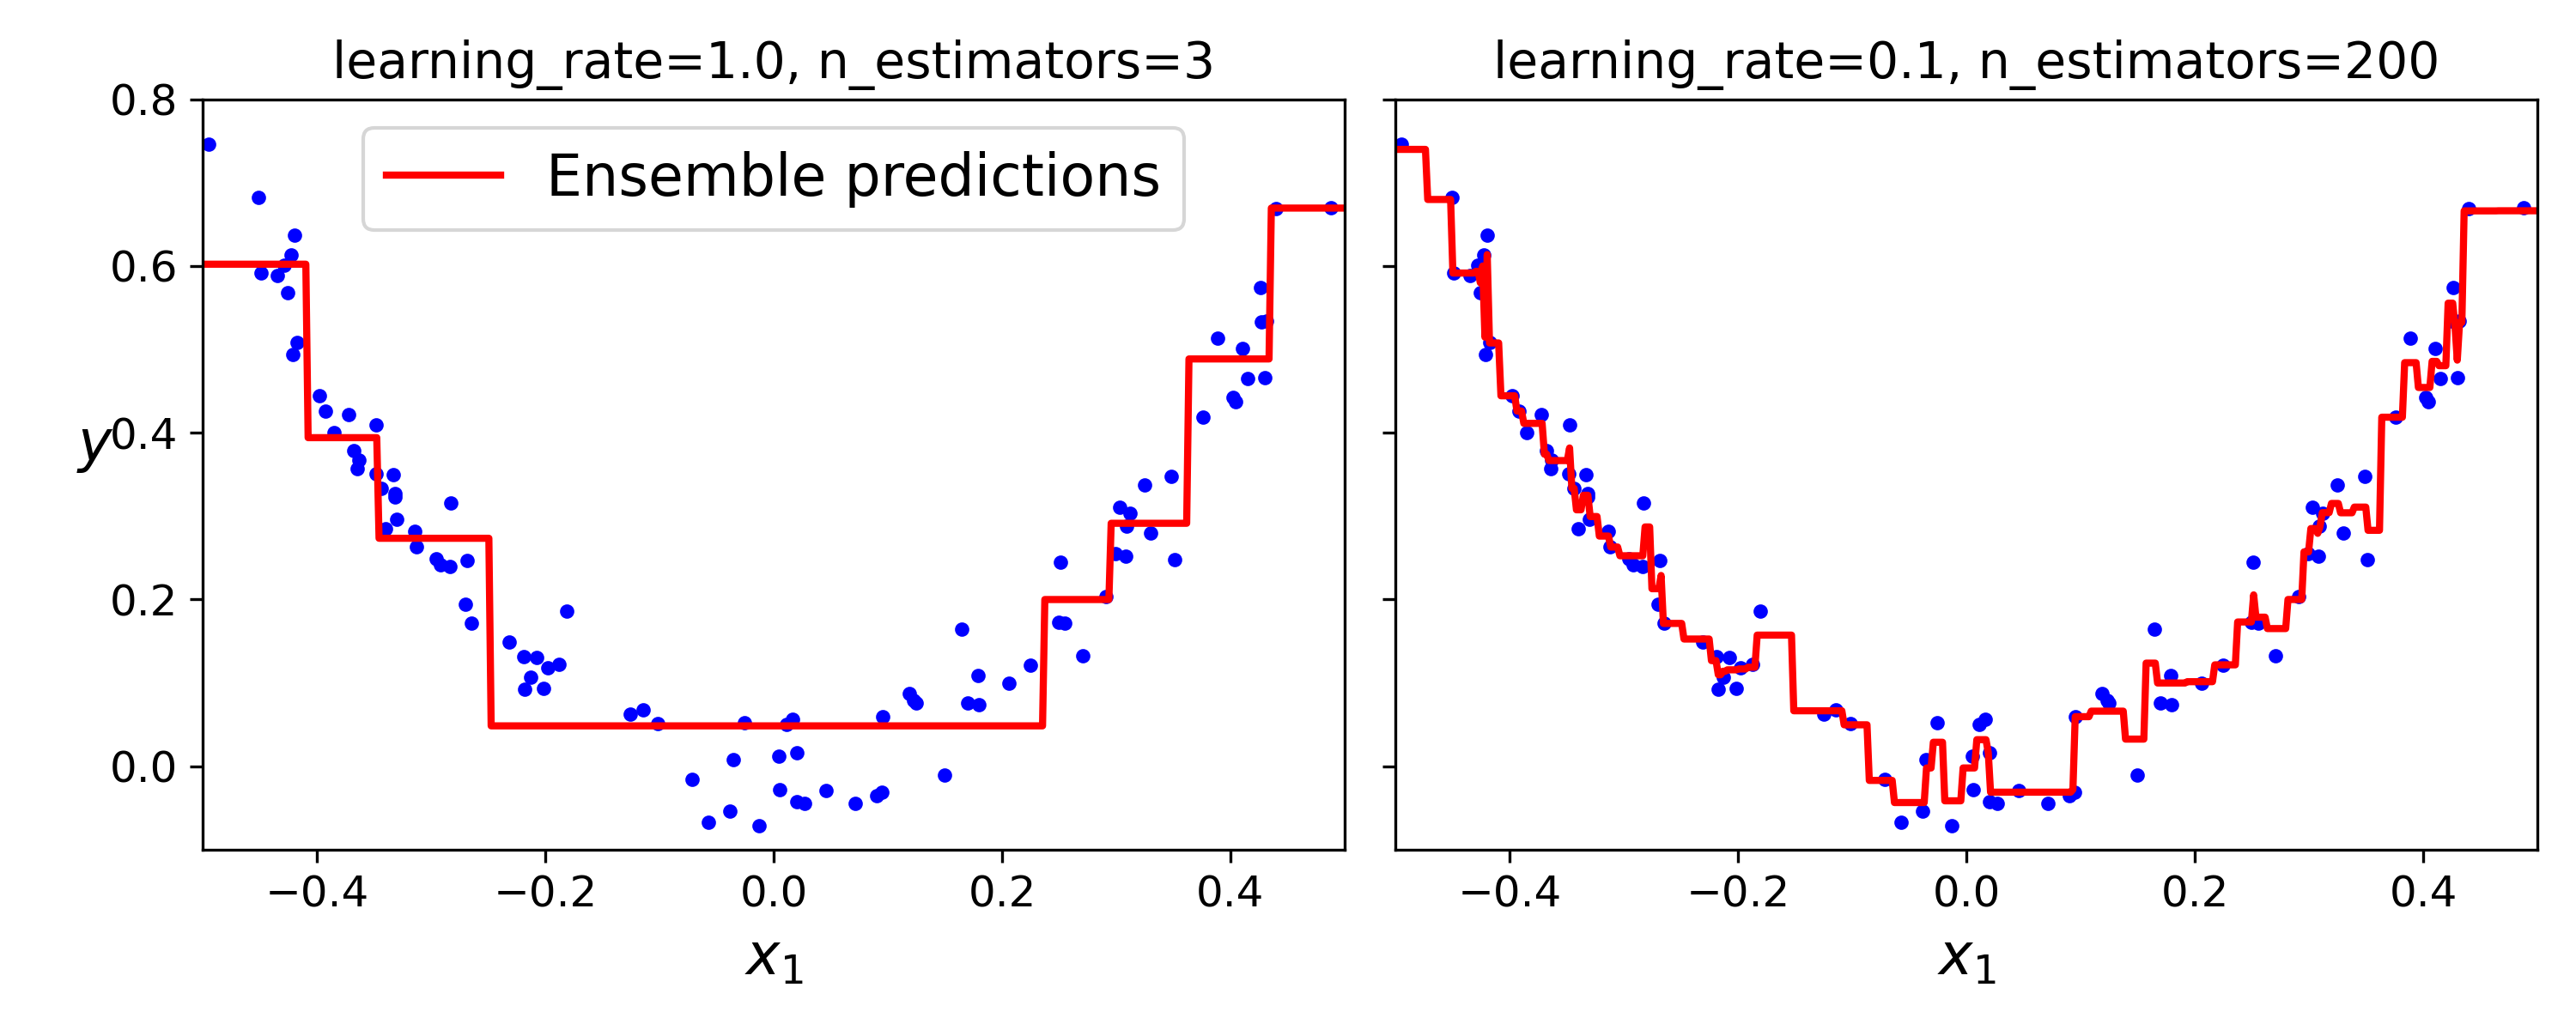 learning_rate=1.0, n_estimators=3
Ensemble predictions
y
0.8
0.6
0.4
0.2
0.0
−0.4 −0.2 0.0 0.2 0.4
x₁
learning_rate=0.1, n_estimators=200
−0.4 −0.2 0.0 0.2 0.4
x₁